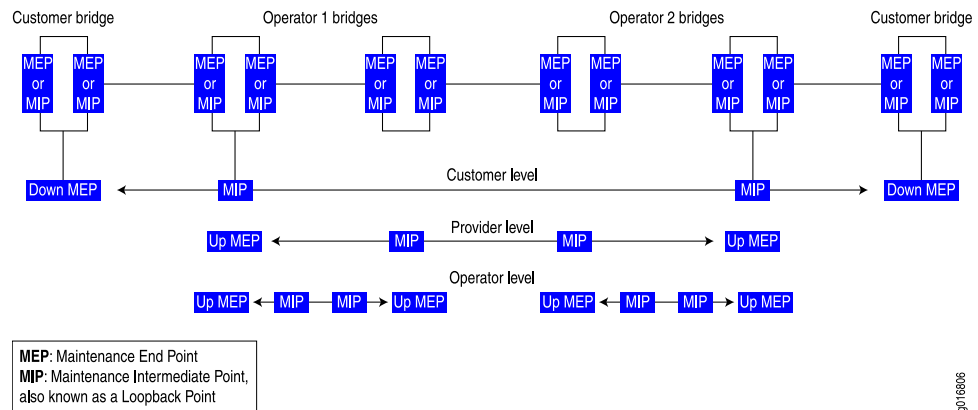 Customer bridge Operator 1 bridges Operator 2 bridges Customer bridge
MEP MEP MEP MEP MEP MEP MEP MEP MEP MEP MEP MEP
or or or or or or or or or or or or
MIP MIP MIP MIP MIP MIP MIP MIP MIP MIP MIP MIP
Customer level
Down MEP MIP MIP Down MEP
Provider level
Up MEP MIP MIP Up MEP
Operator level
Up MEP MIP MIP Up MEP Up MEP MIP MIP Up MEP
MEP: Maintenance End Point
MIP: Maintenance Intermediate Point,
also known as a Loopback Point
g016806